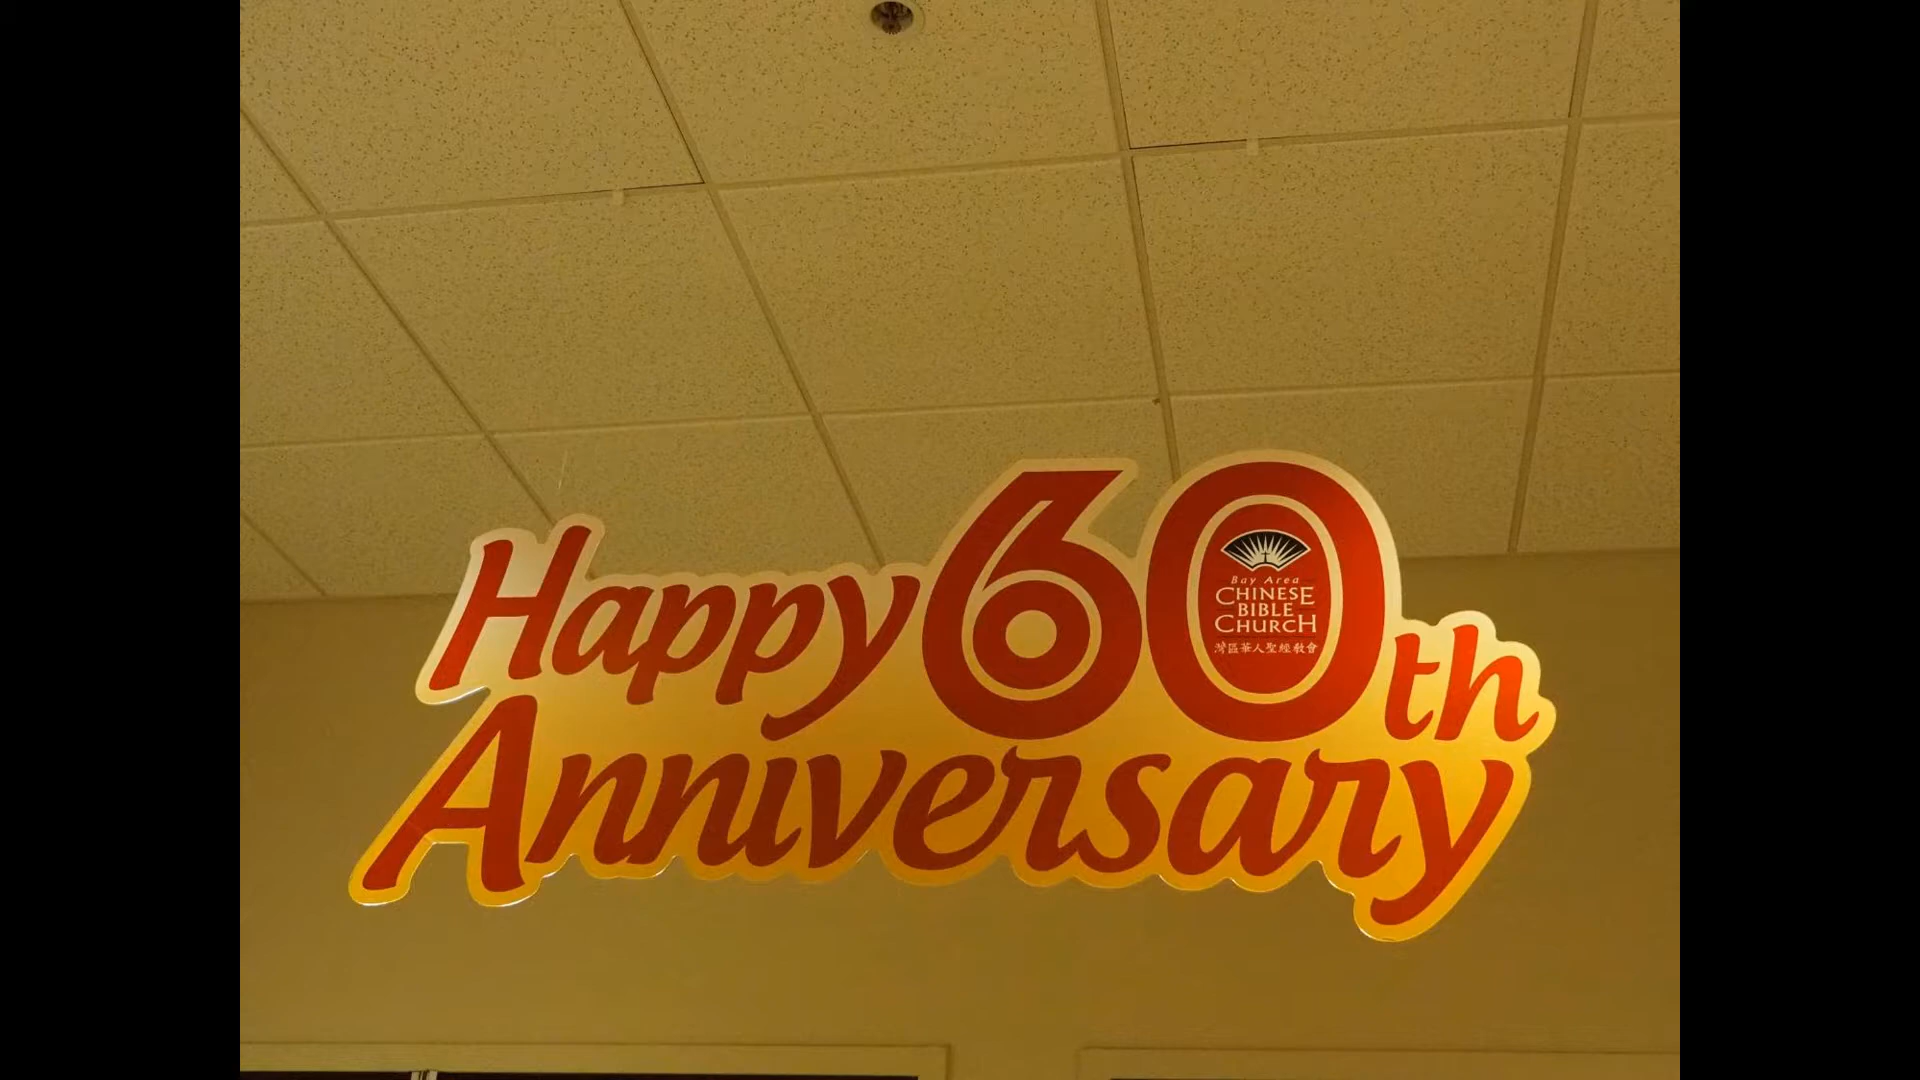 Happy 60th
Bay Area
CHINESE
BIBLE
CHURCH
灣區華人聖經教會
Anniversary